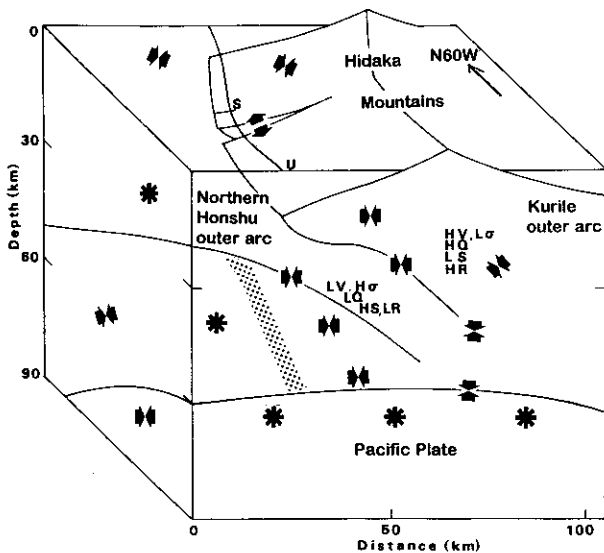 0
30
60
90
Depth (km)
Hidaka
Mountains
N60W
S
U
Northern
Honshu
outer arc
Kurile
outer arc
HV, Lσ
HQ
LS
HR
LV, Hσ
LQ
HS, LR
Pacific Plate
0
50
100
Distance (km)